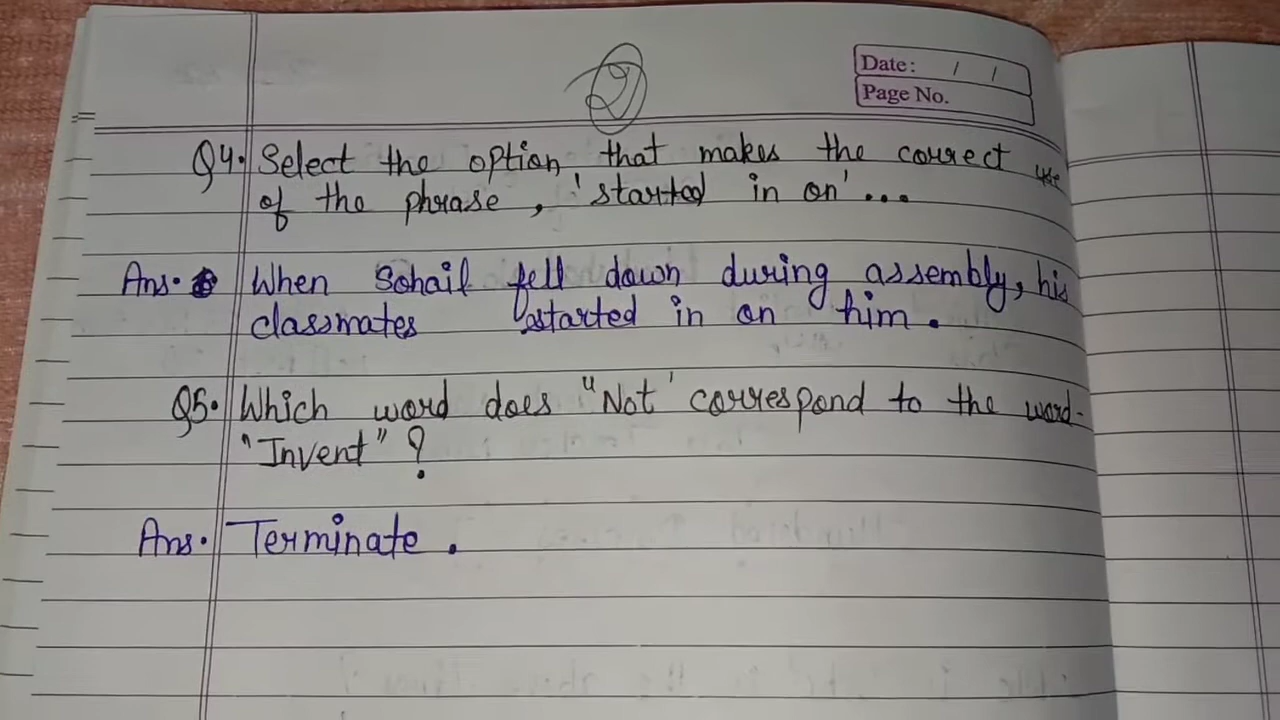 Date: / /
Page No.
Q4. Select the option that makes the correct use
of the phrase, 'started in on'...
Ans. When Sohail fell down during assembly, his
classmates started in on him.
Q5. Which word does "Not' correspond to the word-
"Invent" ?
Ans. Terminate.